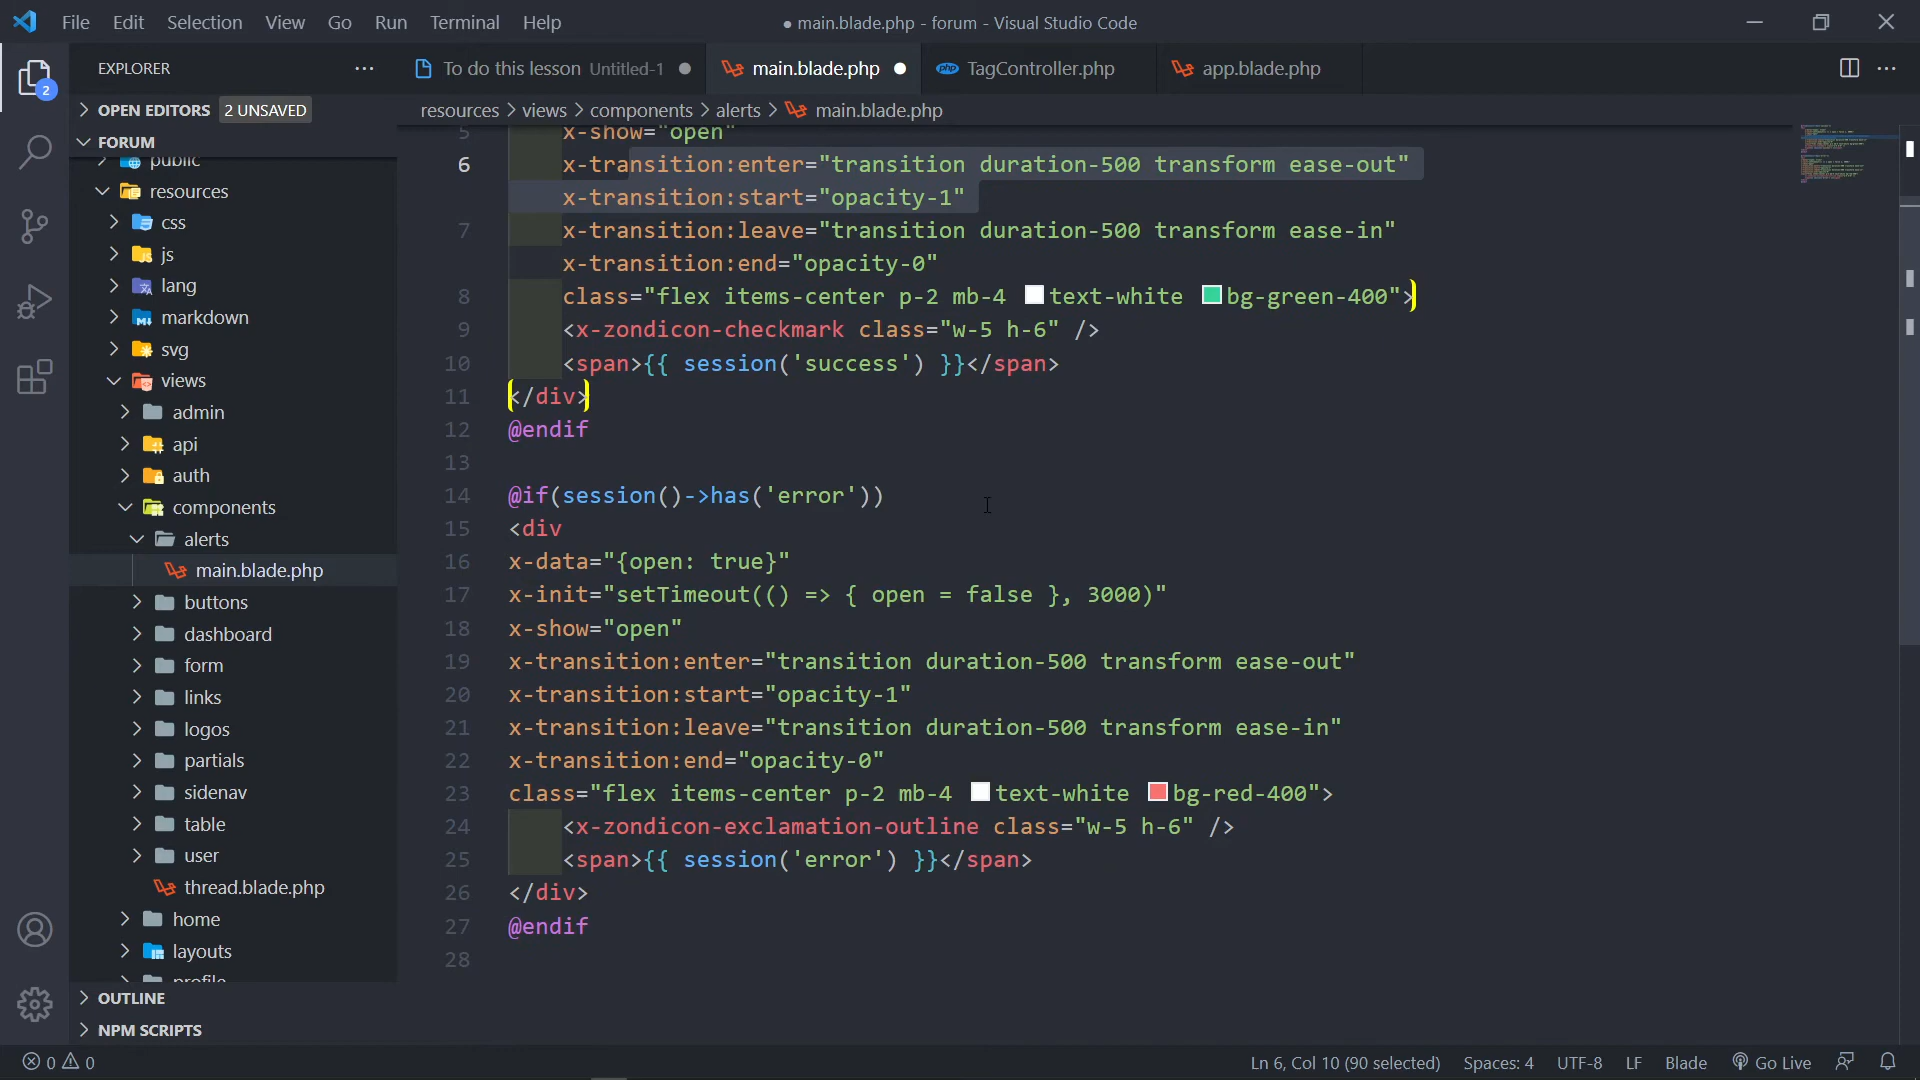 File Edit Selection View Go Run Terminal Help
● main.blade.php - forum - Visual Studio Code
2
EXPLORER
OPEN EDITORS 2 UNSAVED
FORUM
public
resources
css
js
lang
markdown
svg
views
admin
api
auth
components
alerts
main.blade.php
buttons
dashboard
form
links
logos
partials
sidenav
table
user
thread.blade.php
home
layouts
profile
OUTLINE
NPM SCRIPTS
To do this lesson Untitled-1
main.blade.php
php TagController.php
app.blade.php
resources > views > components > alerts > main.blade.php
5 x-show="open"
6 x-transition:enter="transition duration-500 transform ease-out"
x-transition:start="opacity-1"
7 x-transition:leave="transition duration-500 transform ease-in"
x-transition:end="opacity-0"
8 class="flex items-center p-2 mb-4 text-white bg-green-400">
9 <x-zondicon-checkmark class="w-5 h-6" />
10 <span>{{ session('success') }}</span>
11 </div>
12 @endif
13
14 @if(session()->has('error'))
15 <div
16 x-data="{open: true}"
17 x-init="setTimeout(() => { open = false }, 3000)"
18 x-show="open"
19 x-transition:enter="transition duration-500 transform ease-out"
20 x-transition:start="opacity-1"
21 x-transition:leave="transition duration-500 transform ease-in"
22 x-transition:end="opacity-0"
23 class="flex items-center p-2 mb-4 text-white bg-red-400">
24 <x-zondicon-exclamation-outline class="w-5 h-6" />
25 <span>{{ session('error') }}</span>
26 </div>
27 @endif
28
0 0
Ln 6, Col 10 (90 selected) Spaces: 4 UTF-8 LF Blade Go Live